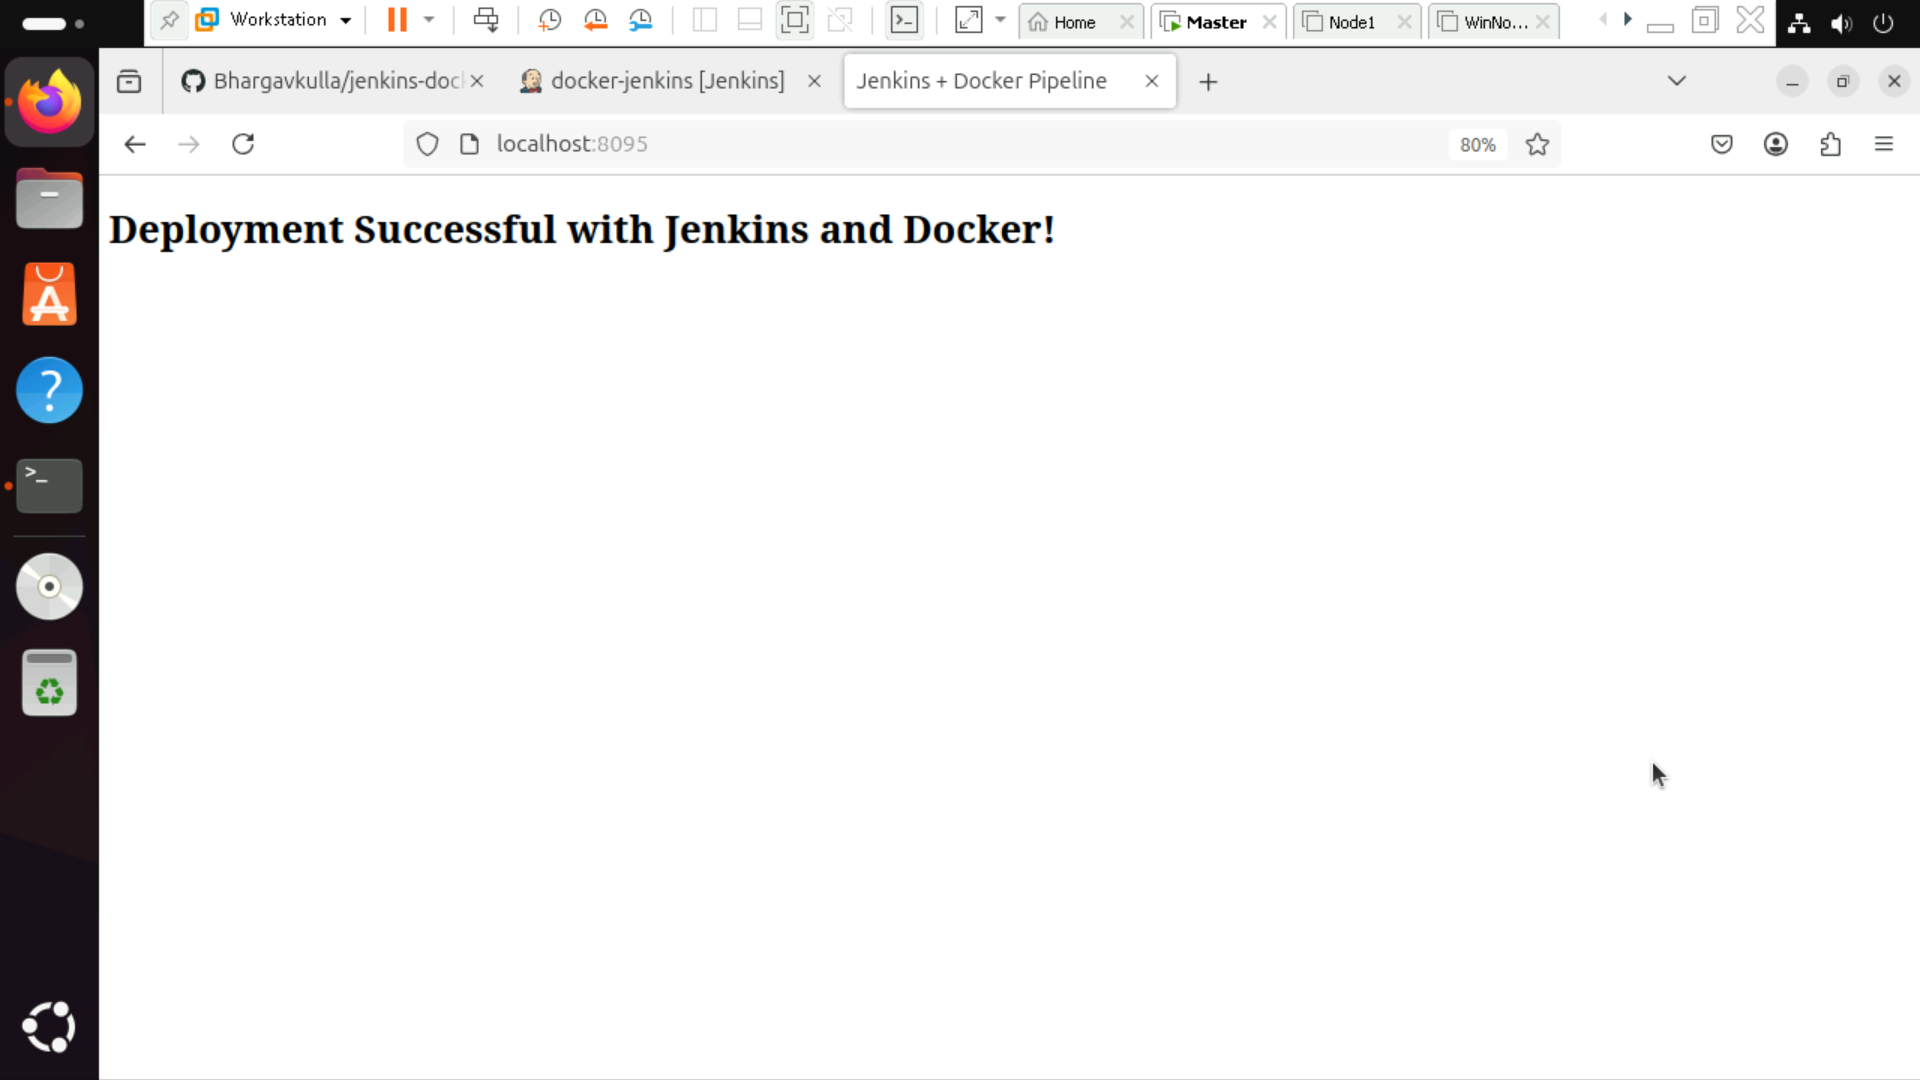 Workstation
Home
Master
Node1
WinNo...
Bhargavkulla/jenkins-doc
docker-jenkins [Jenkins]
Jenkins + Docker Pipeline
localhost:8095
80%
Deployment Successful with Jenkins and Docker!